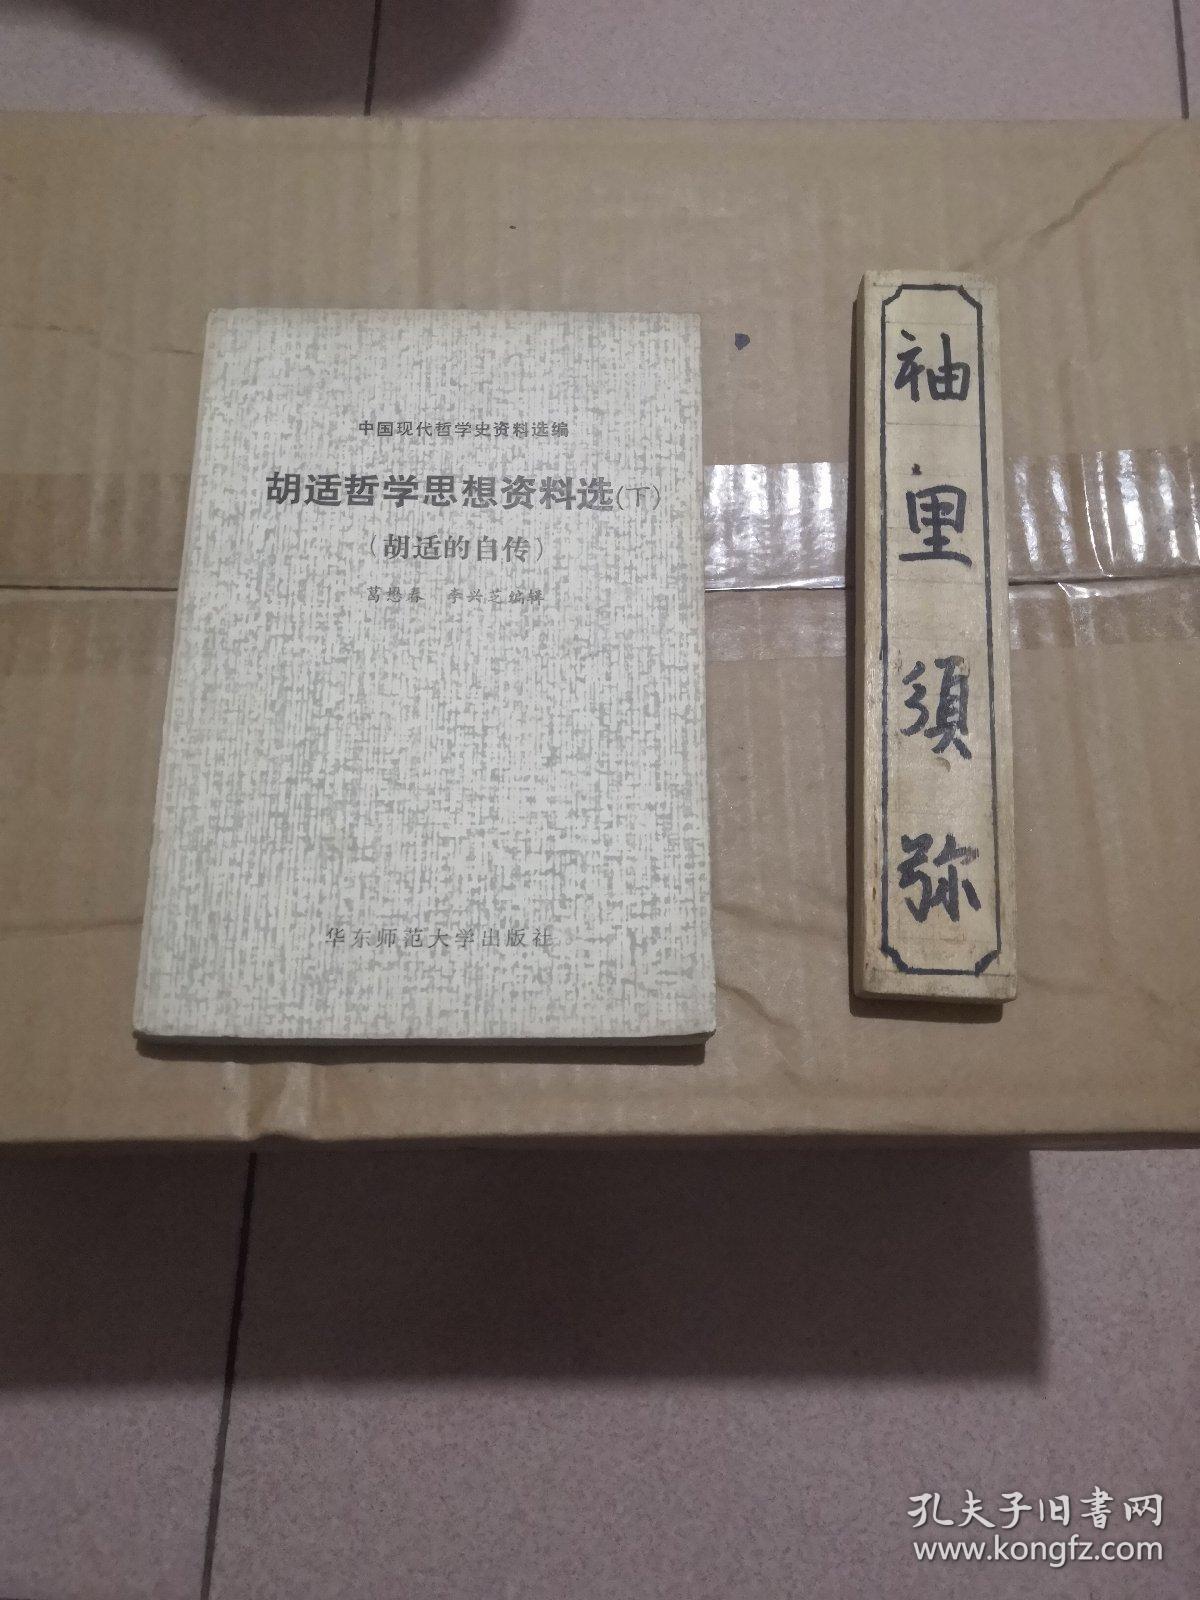 中国现代哲学史资料选编
胡适哲学思想资料选(下)
(胡适的自传)
葛懋春 李兴芝编辑
华东师范大学出版社
袖里須弥
孔夫子旧書网
www.kongfz.com